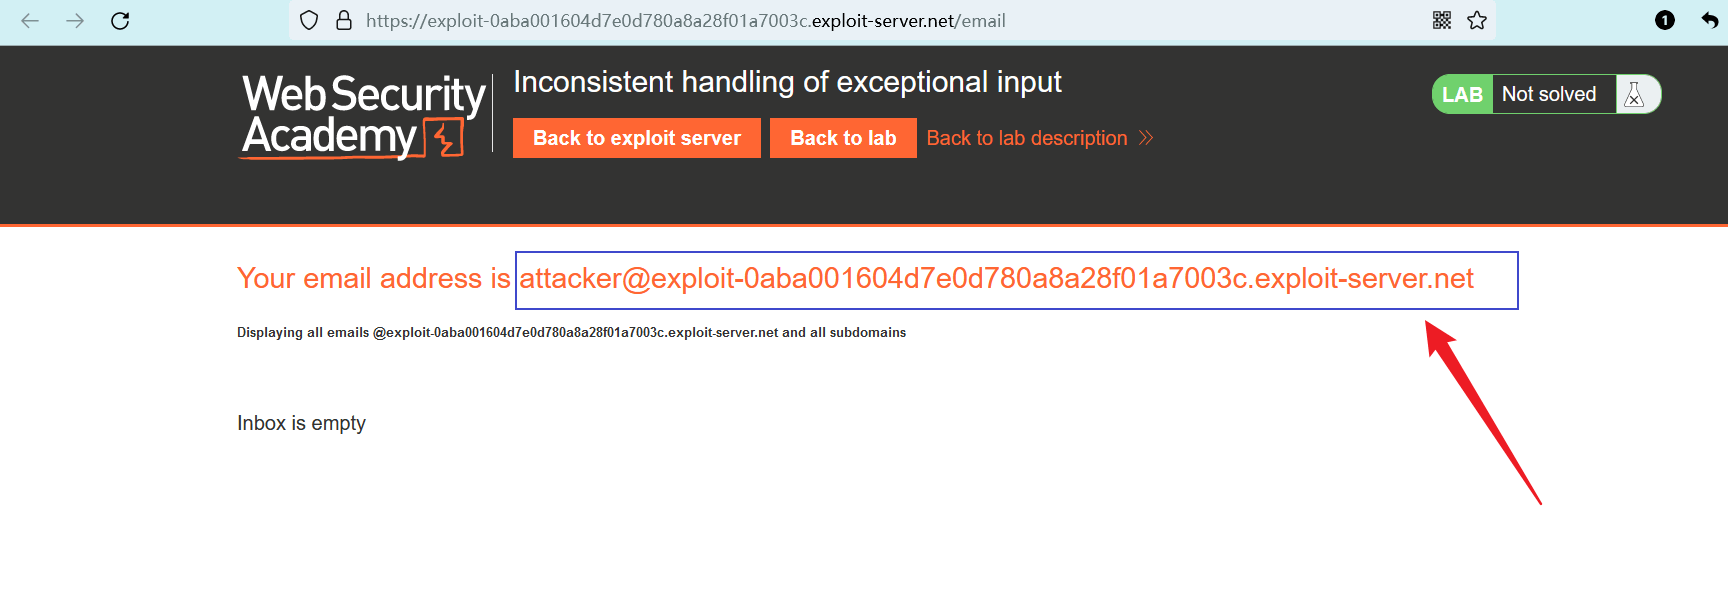 https://exploit-0aba001604d7e0d780a8a28f01a7003c.exploit-server.net/email
1
Web Security
Academy
Inconsistent handling of exceptional input
Back to exploit server
Back to lab
Back to lab description
LAB
Not solved
Your email address is attacker@exploit-0aba001604d7e0d780a8a28f01a7003c.exploit-server.net
Displaying all emails @exploit-0aba001604d7e0d780a8a28f01a7003c.exploit-server.net and all subdomains
Inbox is empty